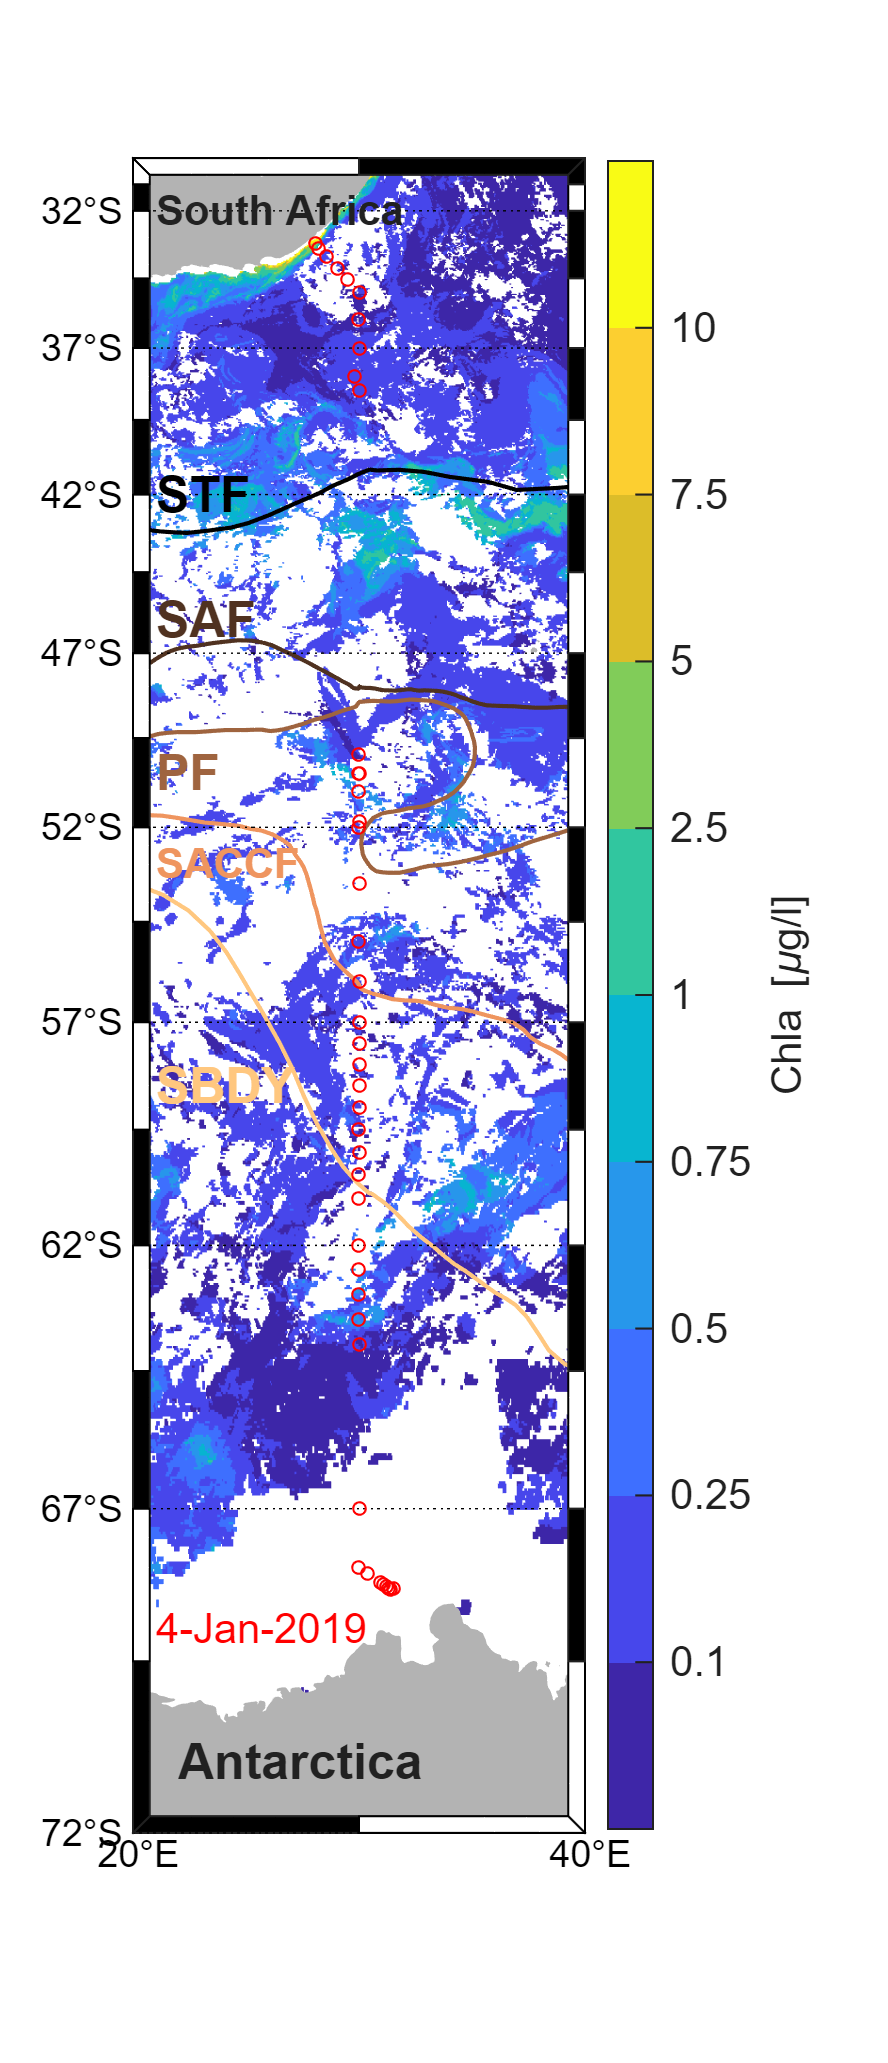 South Africa
32°S
37°S
STF
42°S
SAF
47°S
PF
52°S
SACCF
57°S
SBDY
62°S
67°S
4-Jan-2019
Antarctica
72°S
20°E
40°E
10
7.5
5
2.5
1
0.75
0.5
0.25
0.1
Chla [µg/l]